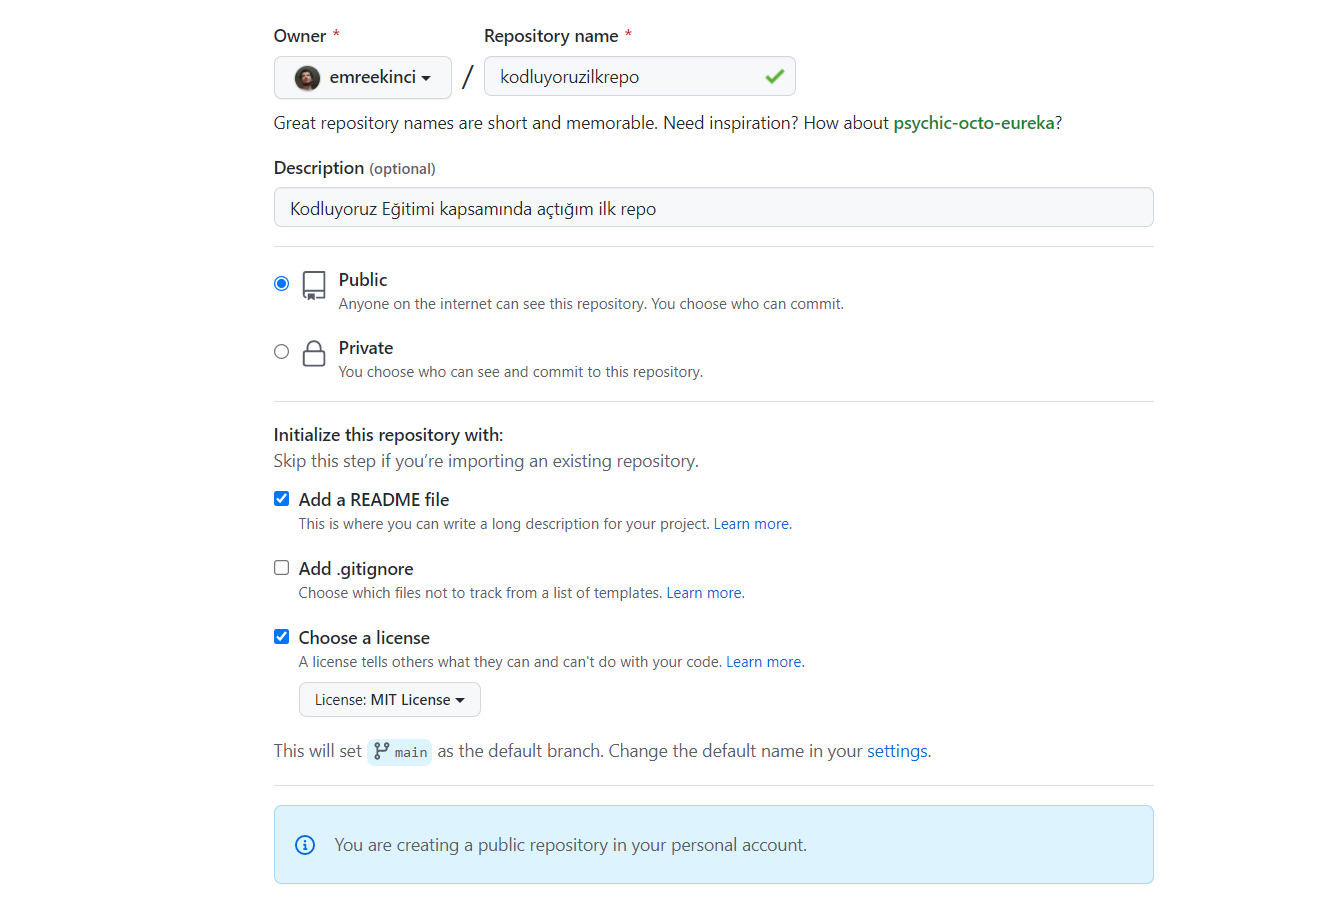 Owner * Repository name *
emreekinci / kodluyoruzilkrepo
Great repository names are short and memorable. Need inspiration? How about psychic-octo-eureka?
Description (optional)
Kodluyoruz Eğitimi kapsamında açtığım ilk repo
Public
Anyone on the internet can see this repository. You choose who can commit.
Private
You choose who can see and commit to this repository.
Initialize this repository with:
Skip this step if you’re importing an existing repository.
Add a README file
This is where you can write a long description for your project. Learn more.
Add .gitignore
Choose which files not to track from a list of templates. Learn more.
Choose a license
A license tells others what they can and can't do with your code. Learn more.
License: MIT License
This will set main as the default branch. Change the default name in your settings.
You are creating a public repository in your personal account.